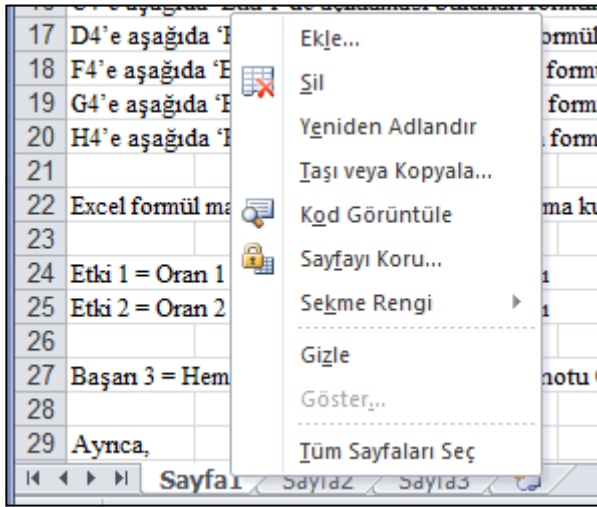 17 D4'e aşağıda
18 F4'e aşağıda
19 G4'e aşağıda
20 H4'e aşağıda
21
22 Excel formül
23
24 Etki 1 = Oran 1
25 Etki 2 = Oran 2
26
27 Başarı 3 =
28
29 Ayrıca,
Ekle...
Sil
Yeniden Adlandır
Taşı veya Kopyala...
Kod Görüntüle
Sayfayı Koru...
Sekme Rengi
Gizle
Göster...
Tüm Sayfaları Seç
Sayfa1 Sayfa2 Sayfa3